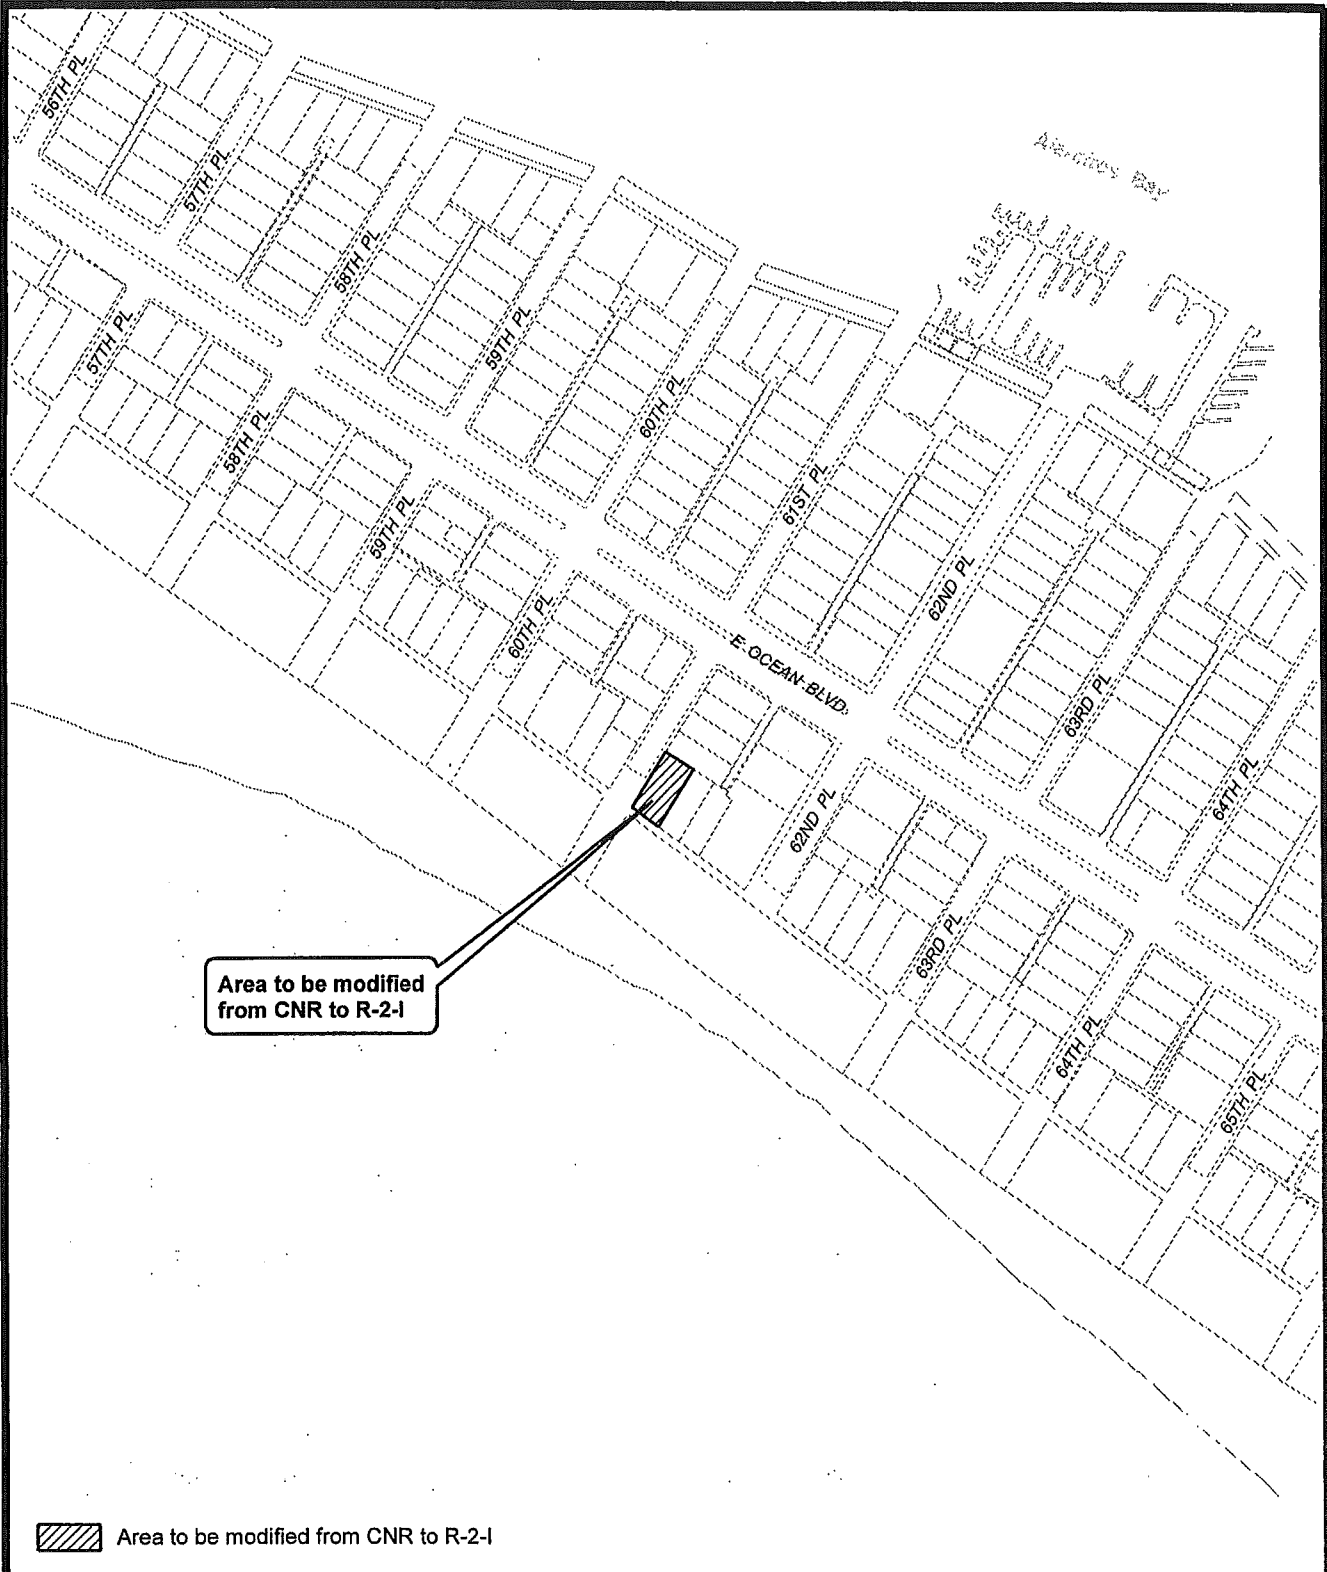 56TH PL
57TH PL
58TH PL
59TH PL
60TH PL
61ST PL
62ND PL
63RD PL
64TH PL
Alamitos Bay
57TH PL
58TH PL
59TH PL
60TH PL
E OCEAN BLVD
62ND PL
63RD PL
64TH PL
65TH PL
Area to be modified
from CNR to R-2-I
Area to be modified from CNR to R-2-I